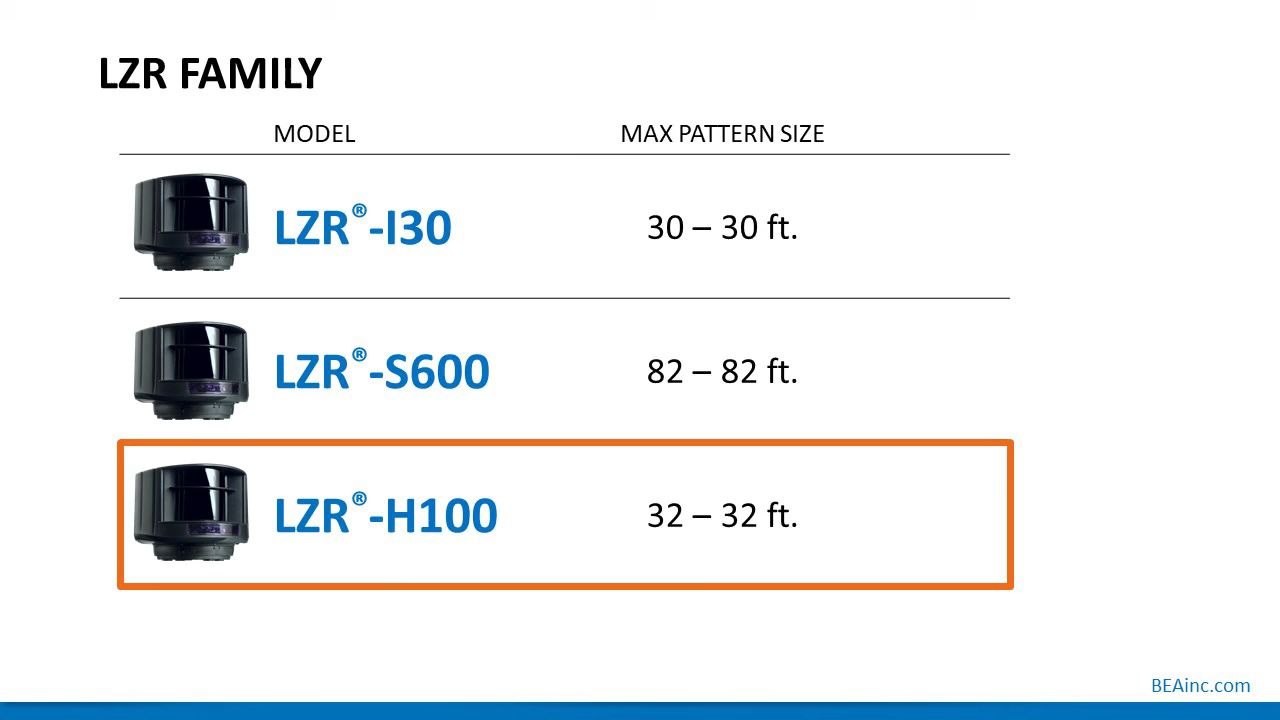 LZR FAMILY
MODEL MAX PATTERN SIZE
LZR®-I30 30 – 30 ft.
LZR®-S600 82 – 82 ft.
LZR®-H100 32 – 32 ft.
BEAinc.com